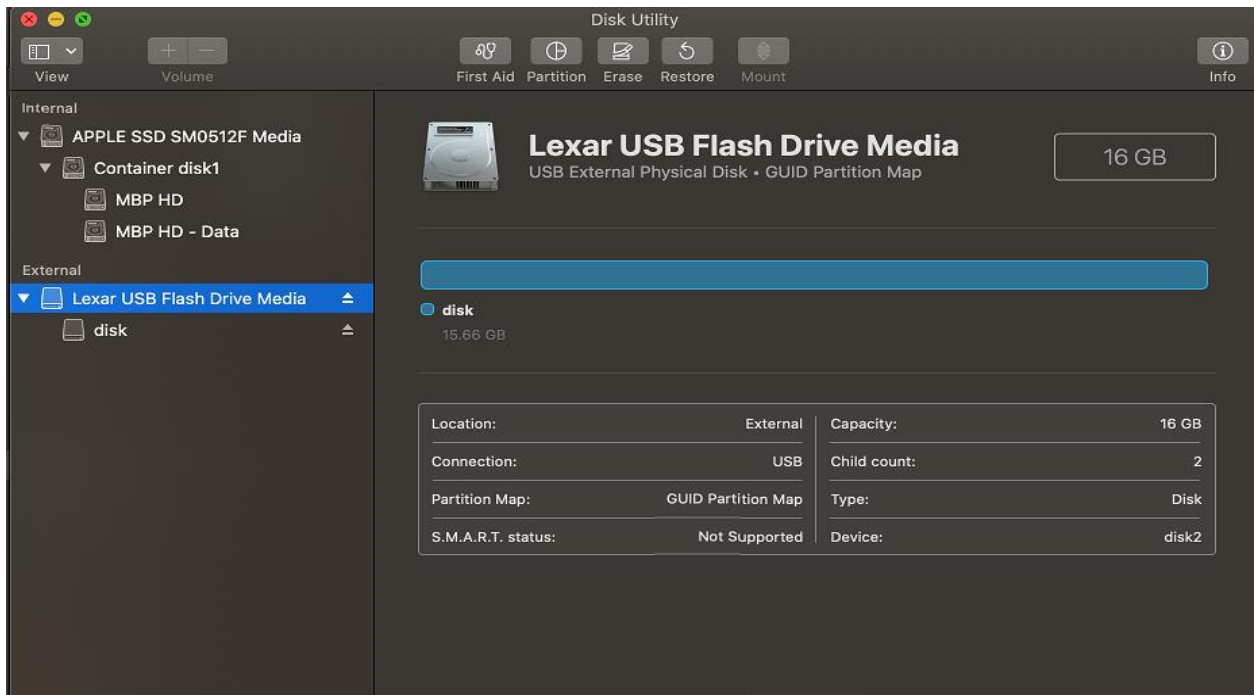 Disk Utility
View
Volume
First Aid
Partition
Erase
Restore
Mount
Info
Internal
APPLE SSD SM0512F Media
Container disk1
MBP HD
MBP HD - Data
External
Lexar USB Flash Drive Media
disk
Lexar USB Flash Drive Media
USB External Physical Disk • GUID Partition Map
16 GB
disk
15.66 GB
Location: External
Connection: USB
Partition Map: GUID Partition Map
S.M.A.R.T. status: Not Supported
Capacity: 16 GB
Child count: 2
Type: Disk
Device: disk2